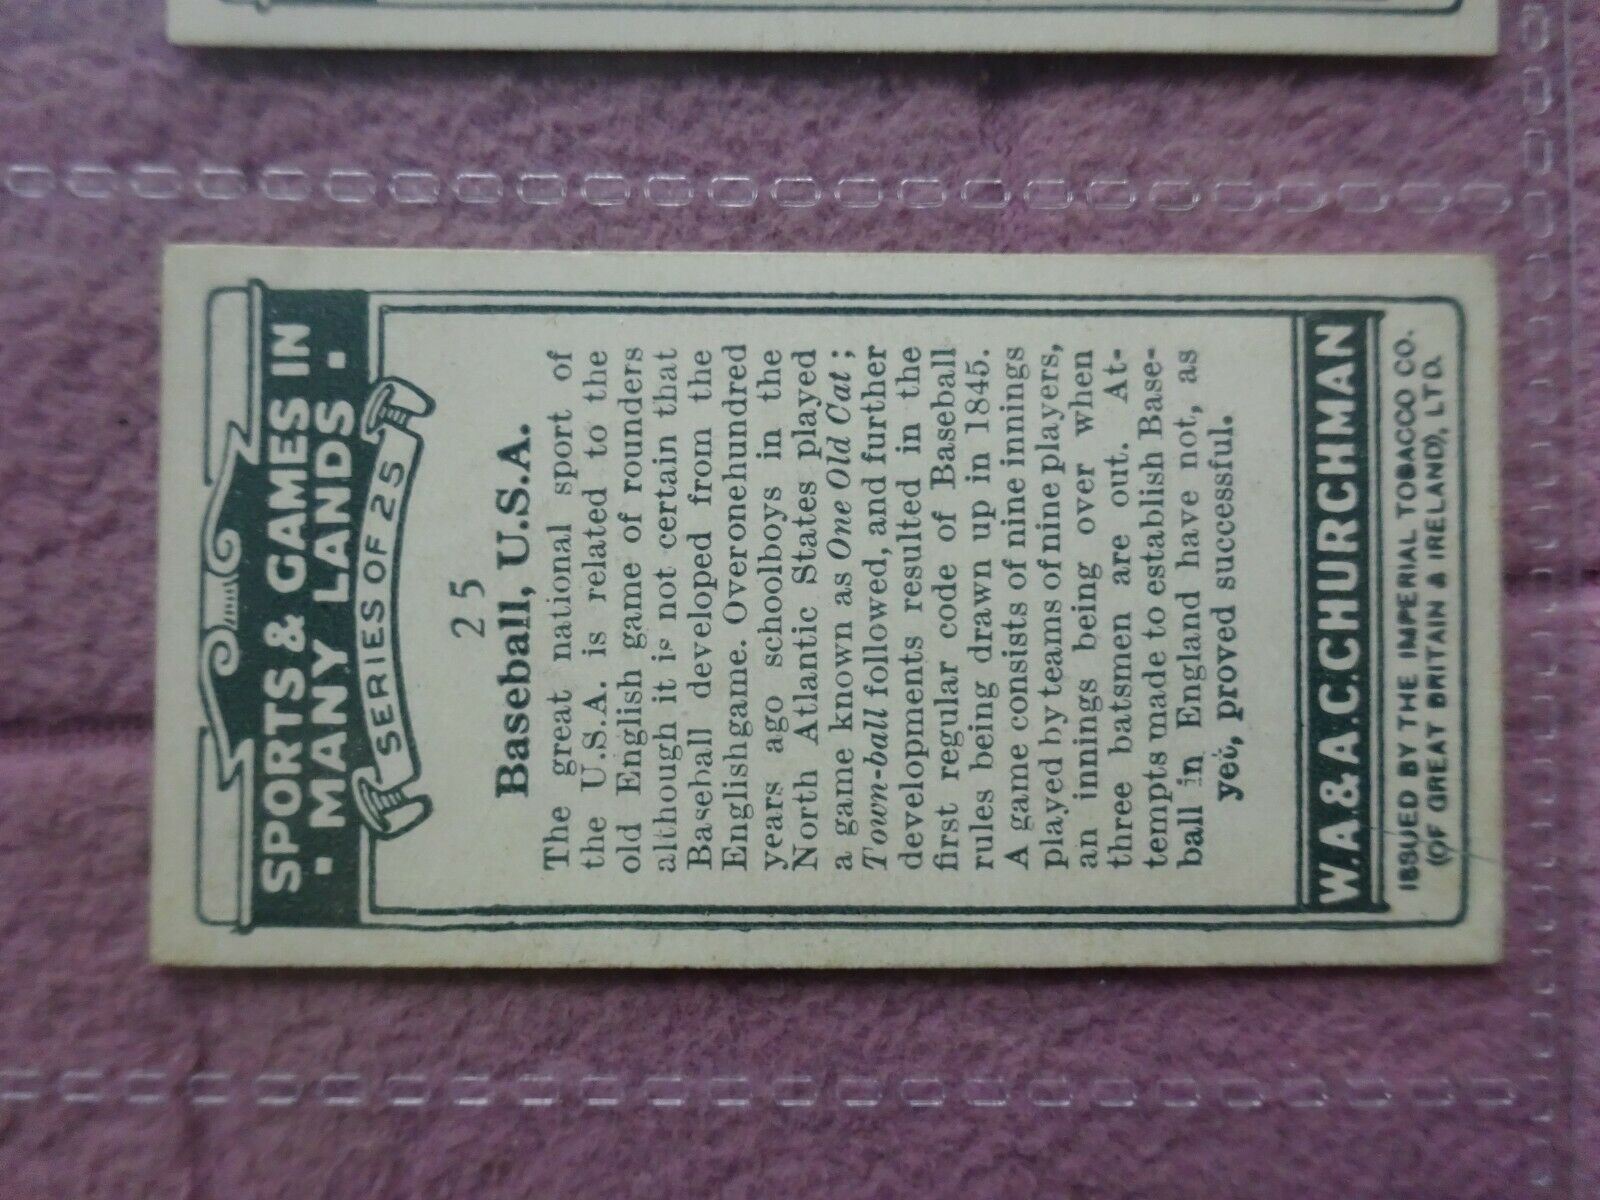 SPORTS & GAMES IN
· MANY LANDS ·
SERIES OF 25
25
Baseball, U.S.A.
The great national sport of
the U.S.A. is related to the
old English game of rounders
although it is not certain that
Baseball developed from the
English game. Over one hundred
years ago schoolboys in the
North Atlantic States played
a game known as One Old Cat;
Town-ball followed, and further
developments resulted in the
first regular code of Baseball
rules being drawn up in 1845.
A game consists of nine innings
played by teams of nine players,
an innings being over when
three batsmen are out. At-
tempts made to establish Base-
ball in England have not, as
yet, proved successful.
W.A. & A.C. CHURCHMAN
ISSUED BY THE IMPERIAL TOBACCO CO.
(OF GREAT BRITAIN & IRELAND), LTD.